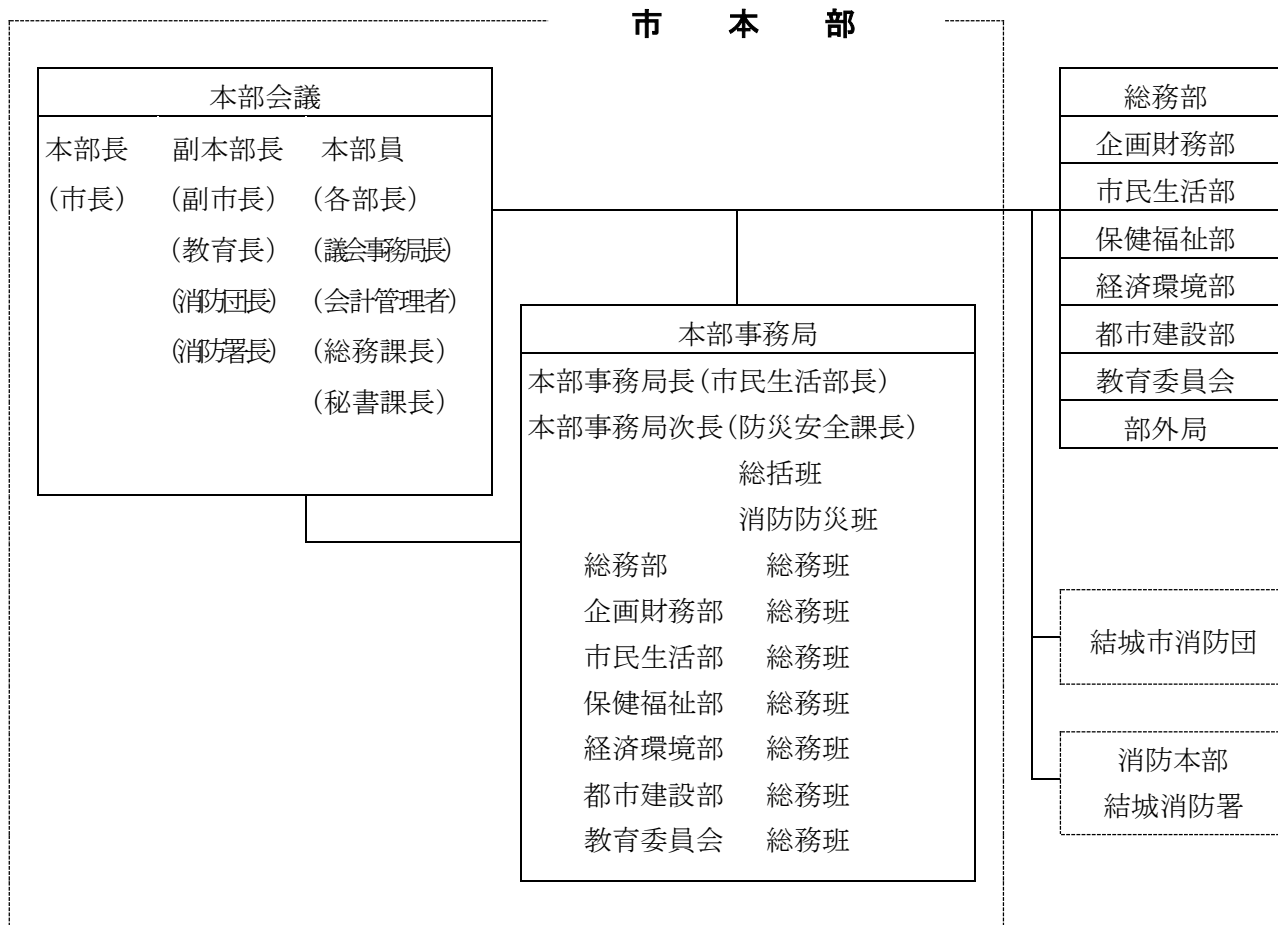 市 本 部
本部会議
本部長 副本部長 本部員
(市長) (副市長) (各部長)
(教育長) (議会事務局長)
(消防団長) (会計管理者)
(消防署長) (総務課長)
(秘書課長)
本部事務局
本部事務局長(市民生活部長)
本部事務局次長(防災安全課長)
総括班
消防防災班
総務部 総務班
企画財務部 総務班
市民生活部 総務班
保健福祉部 総務班
経済環境部 総務班
都市建設部 総務班
教育委員会 総務班
総務部
企画財務部
市民生活部
保健福祉部
経済環境部
都市建設部
教育委員会
部外局
結城市消防団
消防本部
結城消防署